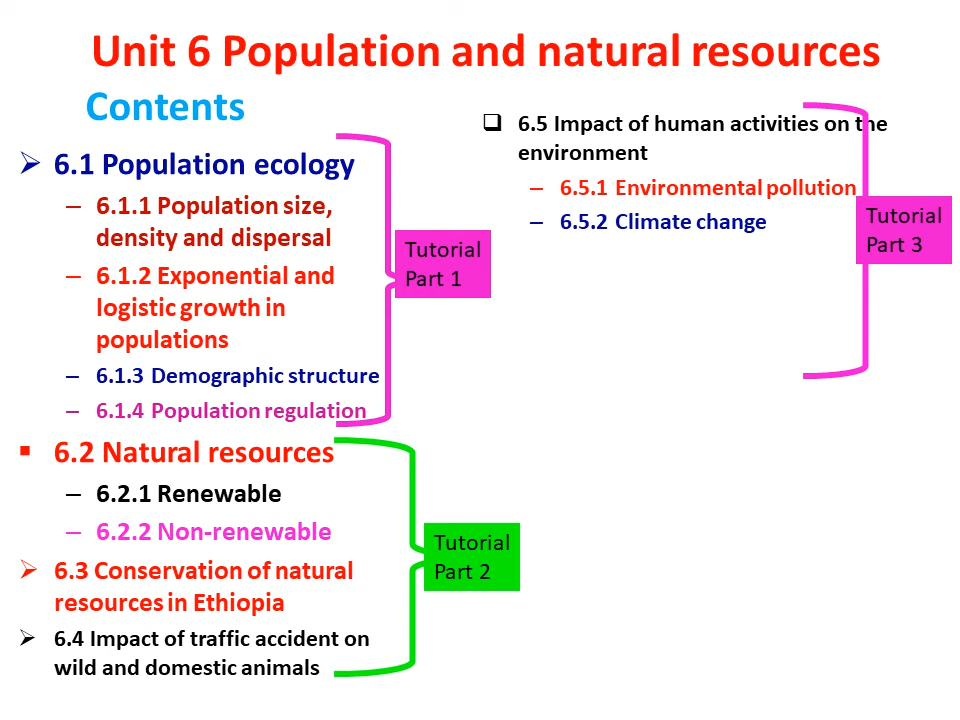 Unit 6 Population and natural resources
Contents
➢ 6.1 Population ecology
– 6.1.1 Population size,
density and dispersal
– 6.1.2 Exponential and
logistic growth in
populations
– 6.1.3 Demographic structure
– 6.1.4 Population regulation
Tutorial
Part 1
▪ 6.2 Natural resources
– 6.2.1 Renewable
– 6.2.2 Non-renewable
➢ 6.3 Conservation of natural
resources in Ethiopia
➢ 6.4 Impact of traffic accident on
wild and domestic animals
Tutorial
Part 2
❑ 6.5 Impact of human activities on the
environment
– 6.5.1 Environmental pollution
– 6.5.2 Climate change
Tutorial
Part 3